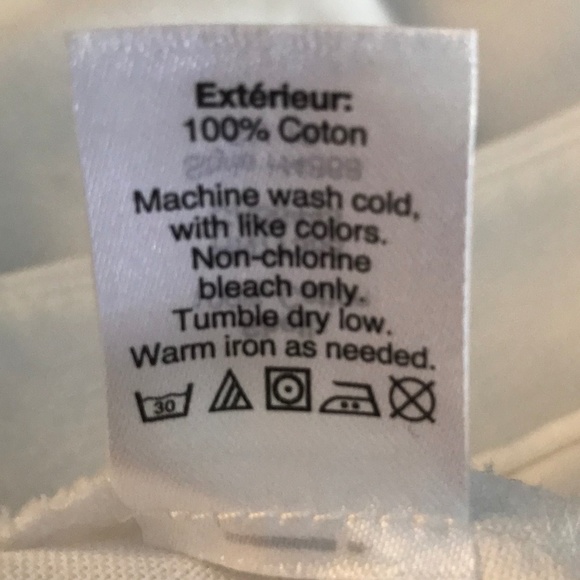 Extérieur:
100% Coton
Machine wash cold,
with like colors.
Non-chlorine
bleach only.
Tumble dry low.
Warm iron as needed.
30